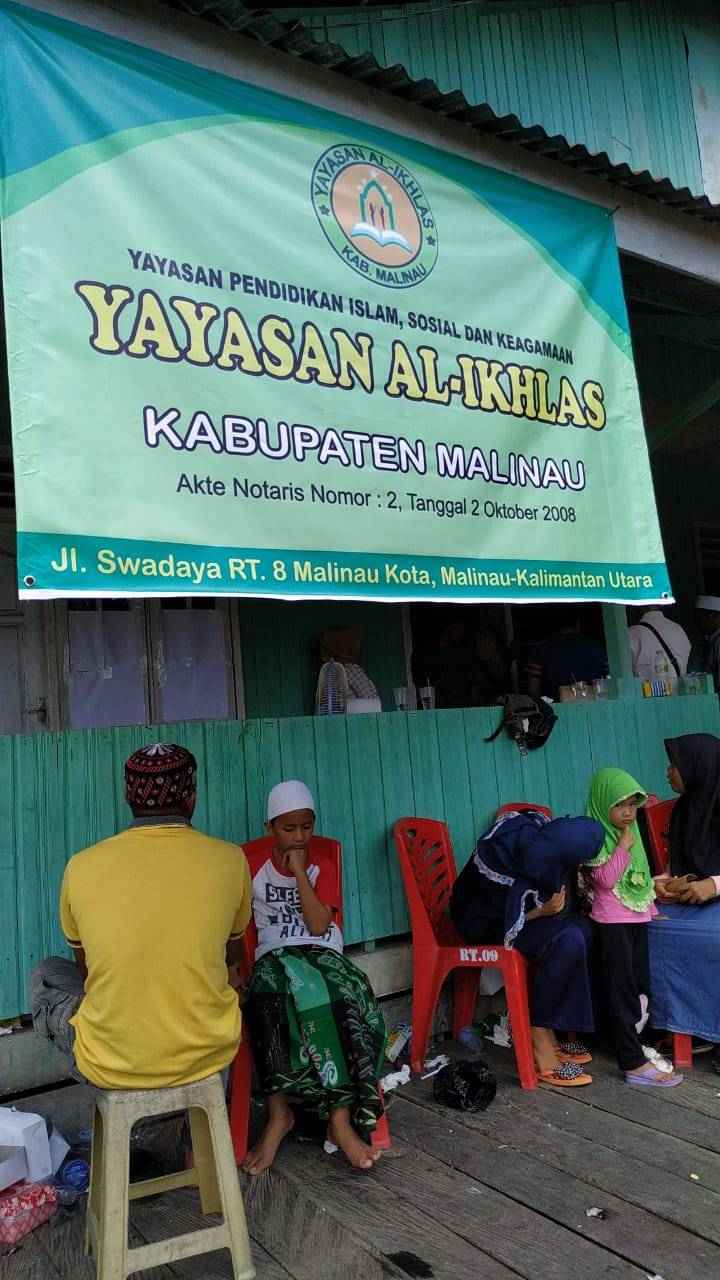 YAYASAN AL-IKHLAS
KAB. MALINAU
YAYASAN PENDIDIKAN ISLAM, SOSIAL DAN KEAGAMAAN
YAYASAN AL-IKHLAS
KABUPATEN MALINAU
Akte Notaris Nomor : 2, Tanggal 2 Oktober 2008
Jl. Swadaya RT. 8 Malinau Kota, Malinau-Kalimantan Utara
RT.09